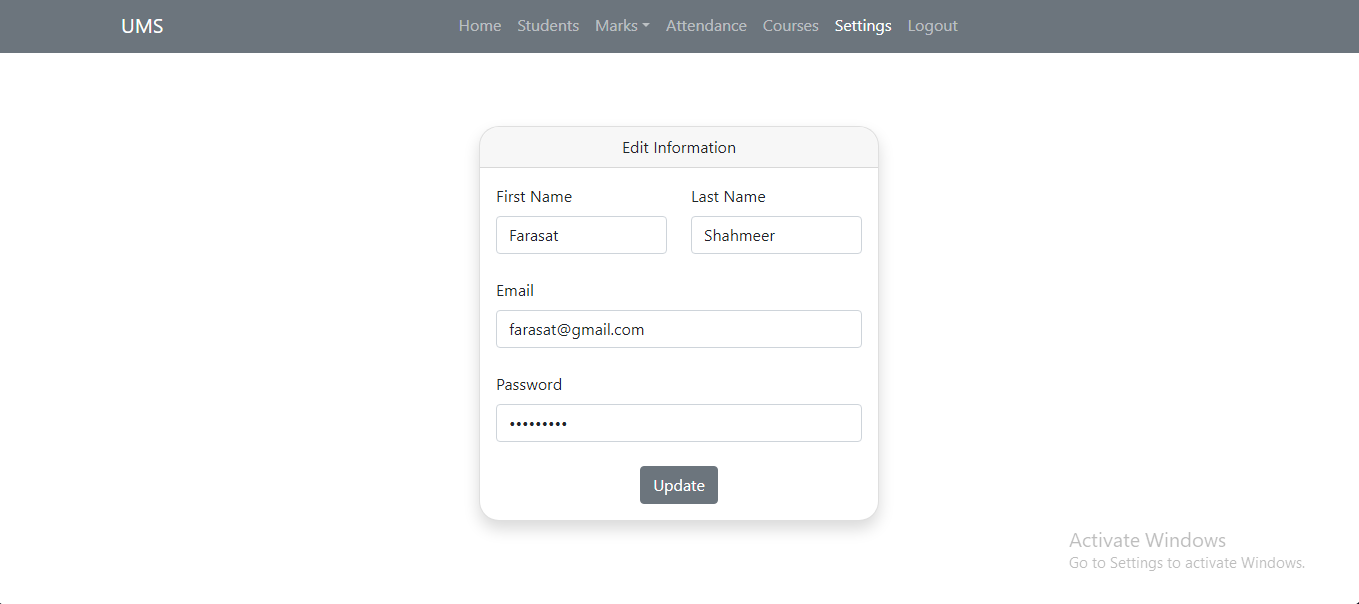 UMS Home Students Marks Attendance Courses Settings Logout
Edit Information
First Name Last Name
Farasat Shahmeer
Email
farasat@gmail.com
Password
•••••••••
Update
Activate Windows
Go to Settings to activate Windows.